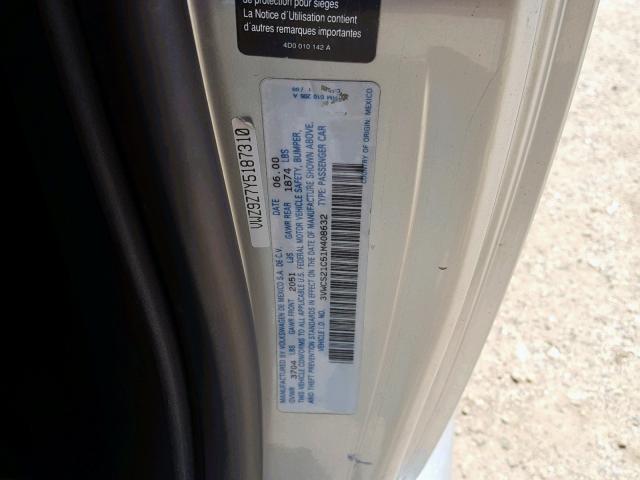 de protection pour sièges
La Notice d'Utilisation contient
d'autres remarques importantes
4D0 010 142 A
VWZ9Z7Y5187310
MANUFACTURED BY VOLKSWAGEN DE MEXICO S.A. DE C.V. DATE 06.00
GVWR 3704 LBS GAWR FRONT 2051 LBS GAWR REAR 1874 LBS
THIS VEHICLE CONFORMS TO ALL APPLICABLE U.S. FEDERAL MOTOR VEHICLE SAFETY, BUMPER,
AND THEFT PREVENTION STANDARDS IN EFFECT ON THE DATE OF MANUFACTURE SHOWN ABOVE.
VEHICLE I.D. NO. 3VWCS21C51M408632 TYPE: PASSENGER CAR
COUNTRY OF ORIGIN: MEXICO